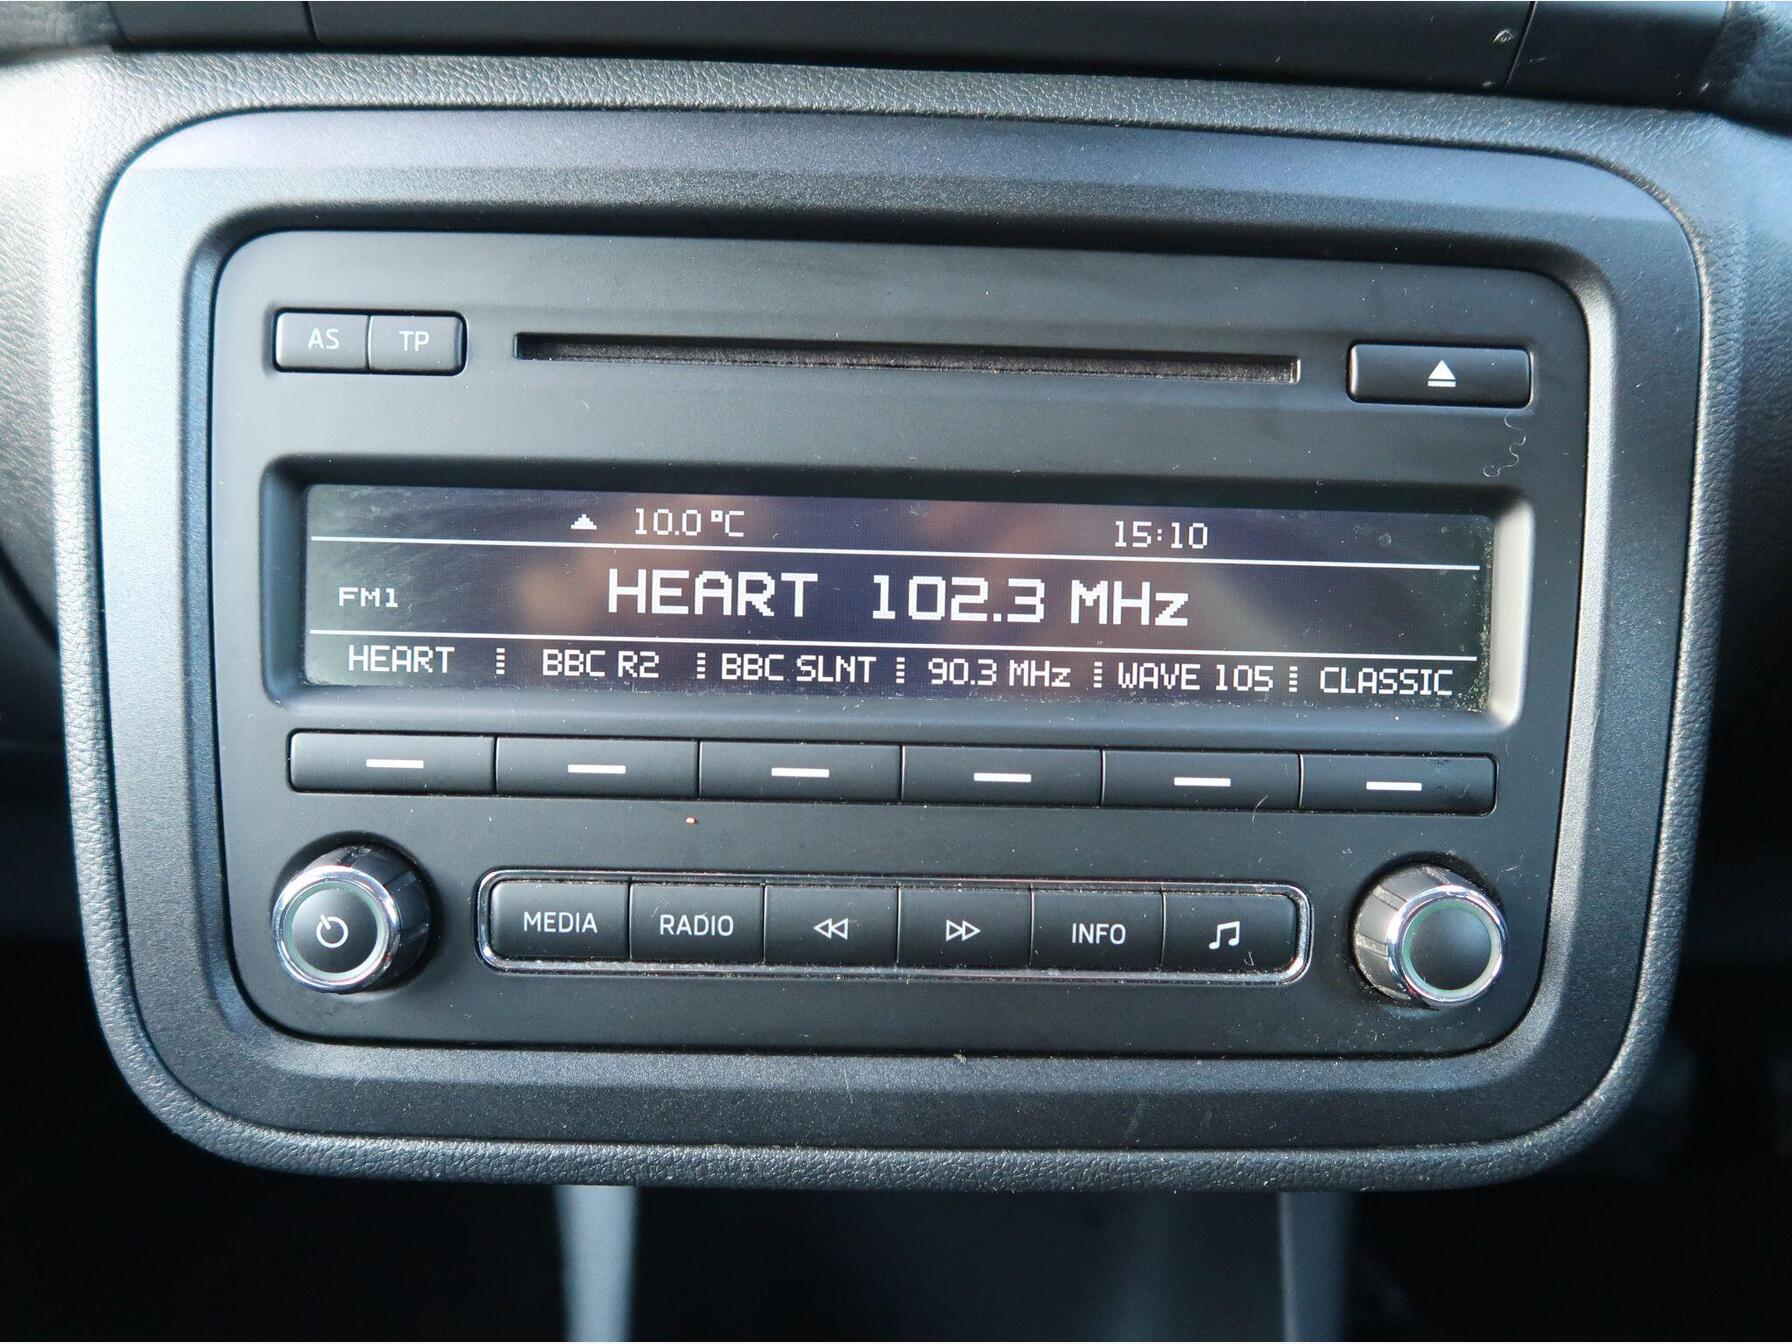 AS TP
10.0°C 15:10
FM1 HEART 102.3 MHz
HEART BBC R2 BBC SLNT 90.3 MHz WAVE 105 CLASSIC
MEDIA RADIO INFO